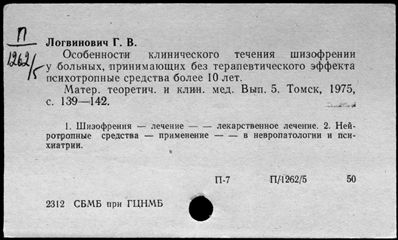 П
1262/5
Логвинович Г. В.
Особенности клинического течения шизофрении
у больных, принимающих без терапевтического эффекта
психотропные средства более 10 лет.
Матер. теоретич. и клин. мед. Вып. 5. Томск, 1975,
с. 139—142.
1. Шизофрения — лечение — — лекарственное лечение. 2. Ней-
ротропные средства — применение — — в невропатологии и пси-
хиатрии.
П-7 П/1262/5 50
2312 СБМБ при ГЦНМБ